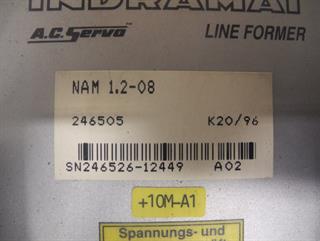 INDRAMAT
A.C. Servo LINE FORMER
NAM 1.2-08
246505 K20/96
SN246526-12449 A02
+10M-A1
Spannungs- und